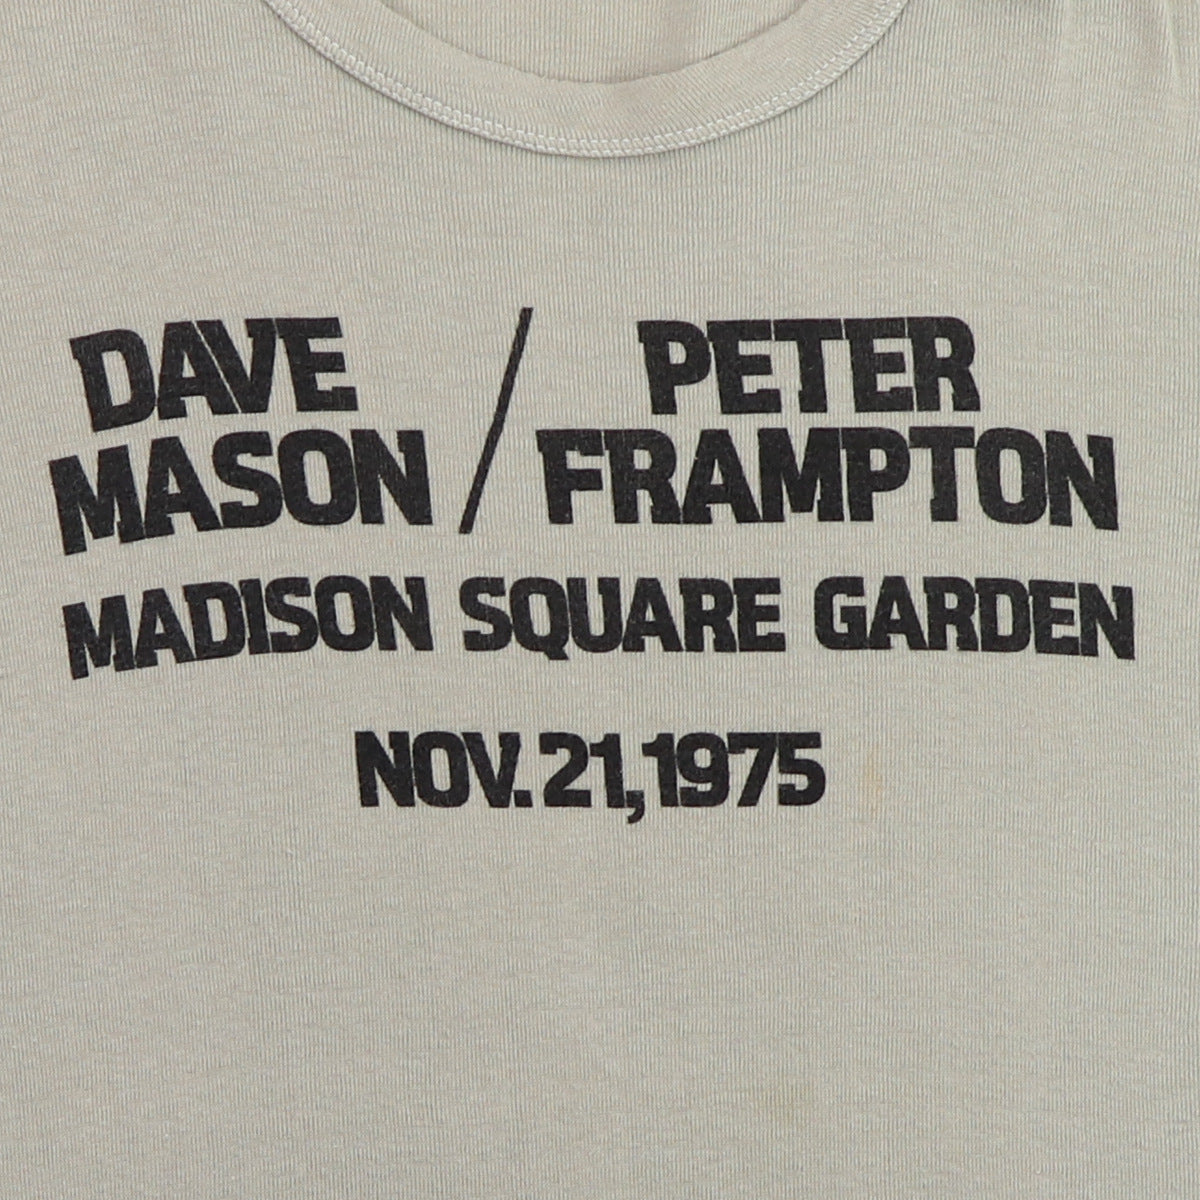 DAVE / PETER
MASON FRAMPTON
MADISON SQUARE GARDEN
NOV. 21, 1975